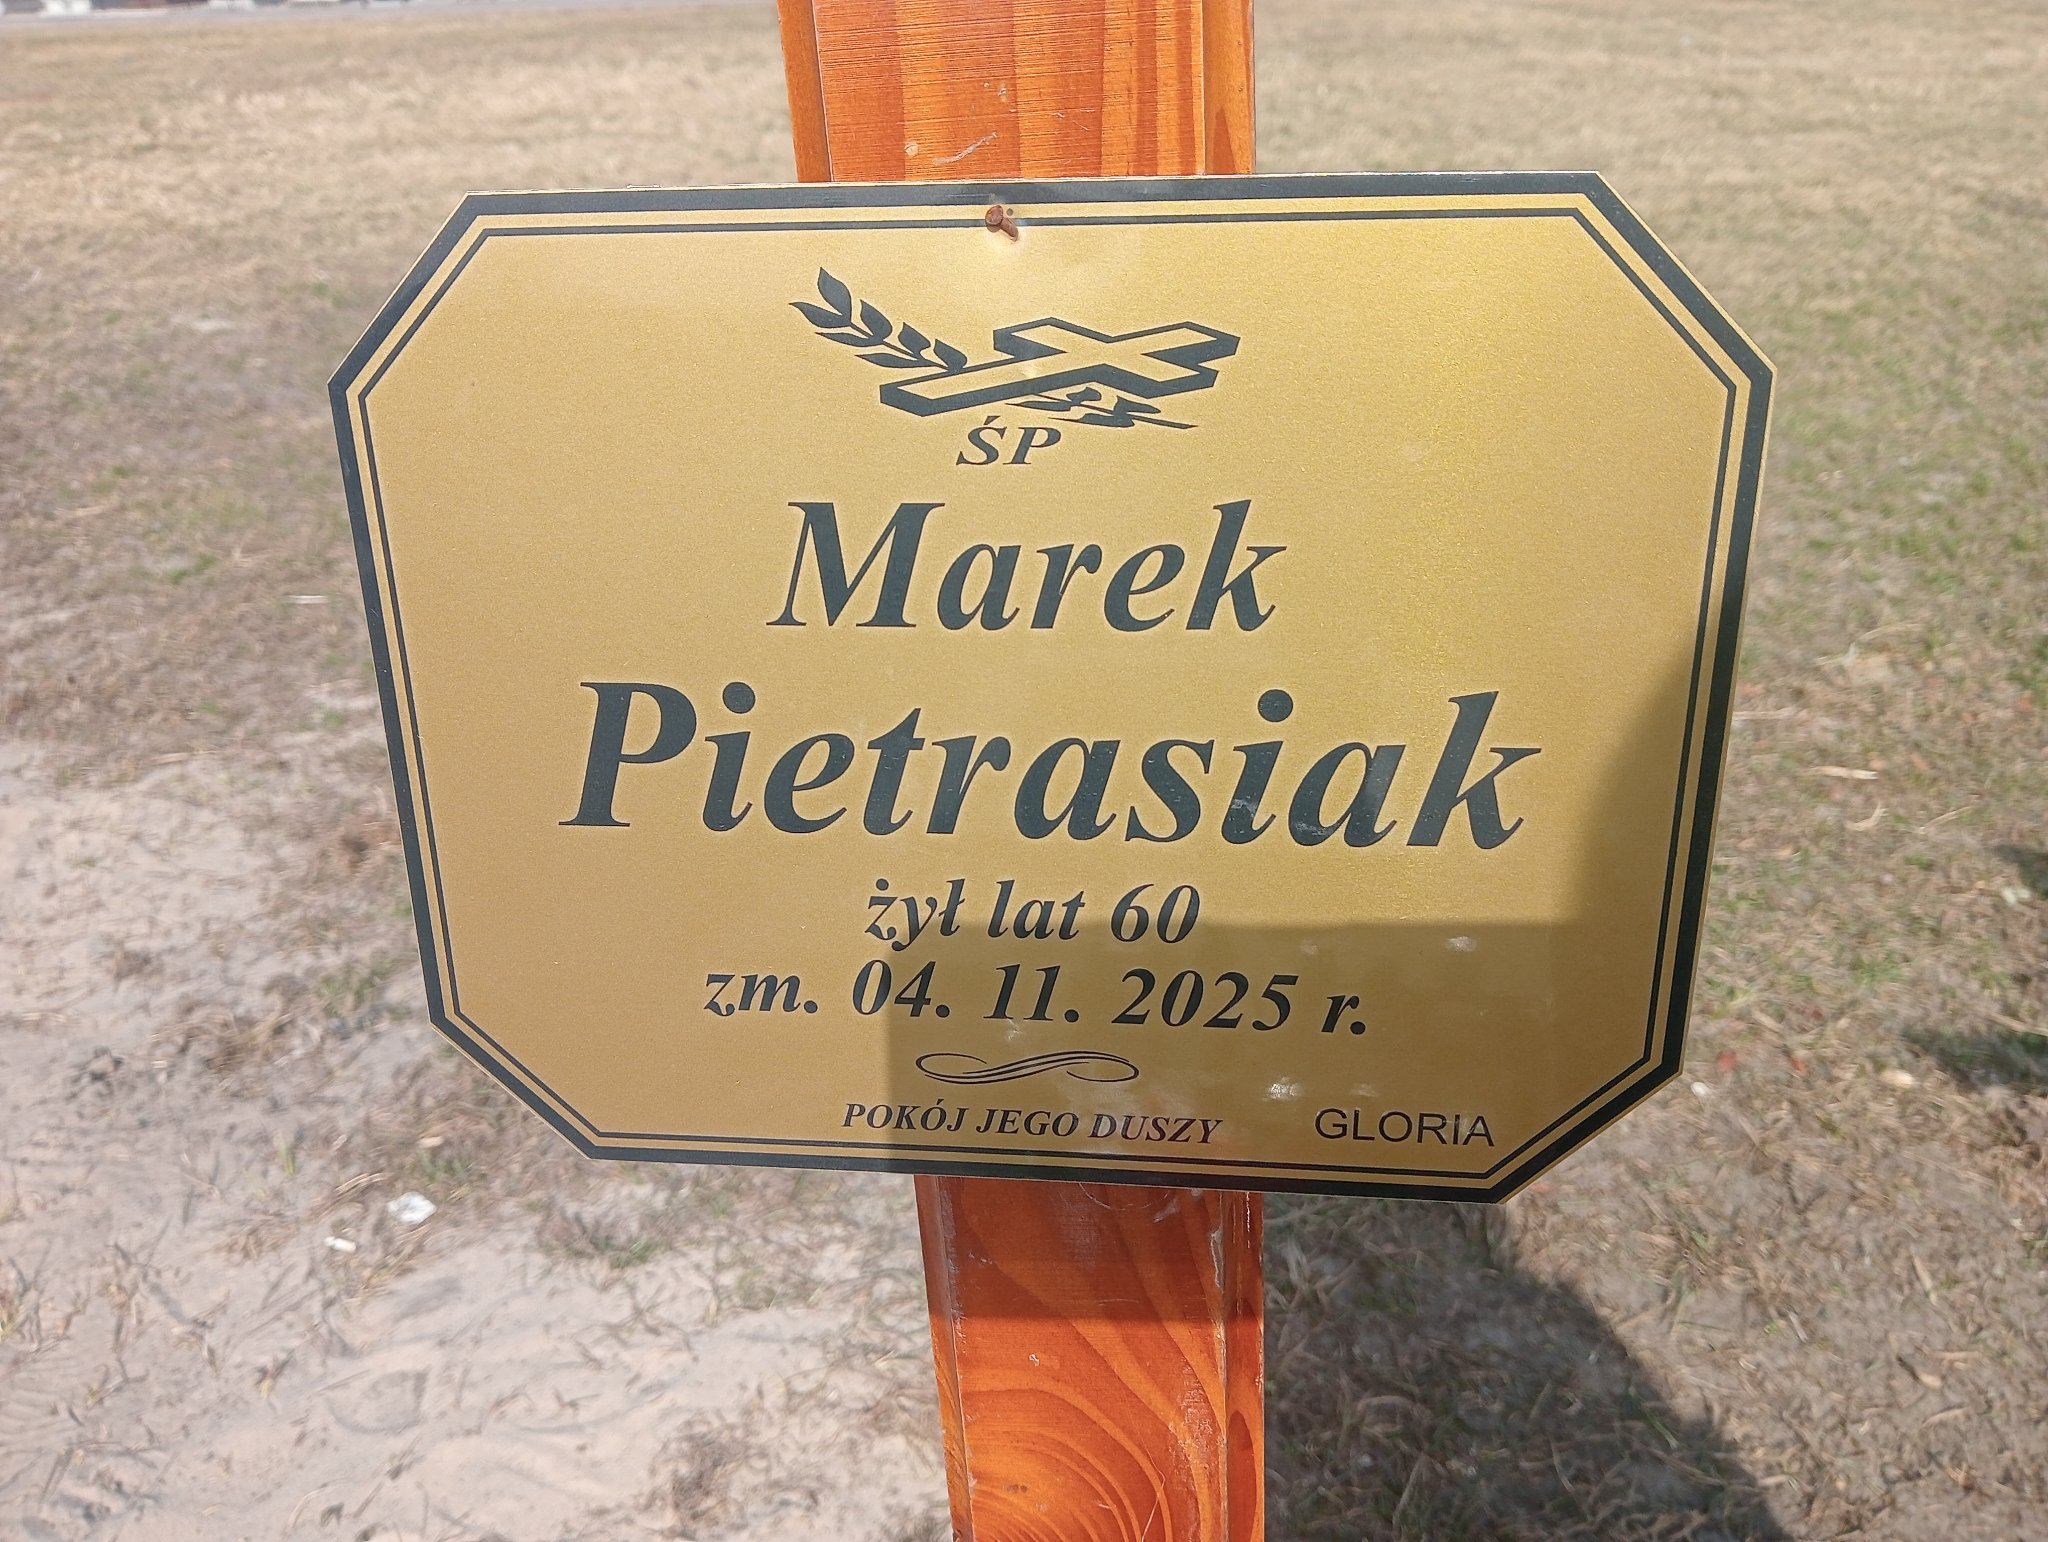 ŚP
Marek
Pietrasiak
żył lat 60
zm. 04. 11. 2025 r.
POKÓJ JEGO DUSZY
GLORIA